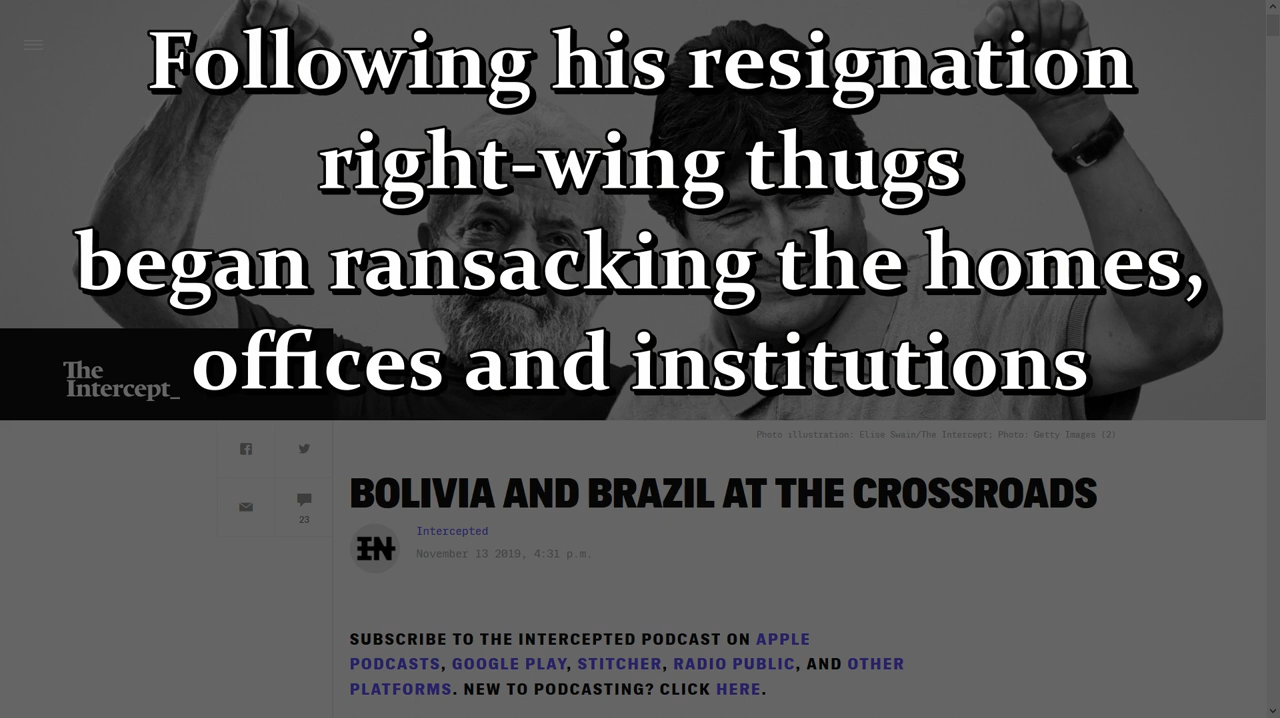 Following his resignation
right-wing thugs
began ransacking the homes,
offices and institutions
The
Intercept_
Photo illustration: Elise Swain/The Intercept; Photo: Getty Images (2)
BOLIVIA AND BRAZIL AT THE CROSSROADS
23
IN
Intercepted
November 13 2019, 4:31 p.m.
SUBSCRIBE TO THE INTERCEPTED PODCAST ON APPLE
PODCASTS, GOOGLE PLAY, STITCHER, RADIO PUBLIC, AND OTHER
PLATFORMS. NEW TO PODCASTING? CLICK HERE.